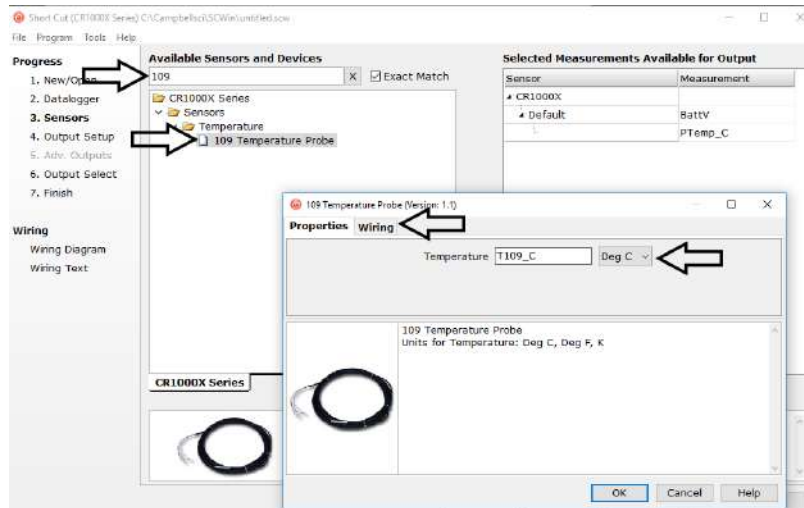 Short Cut (CR1000X Series) C:\Campbellsci\SCWin\untitled.scw
File Program Tools Help
Progress
1. New/Open
2. Datalogger
3. Sensors
4. Output Setup
5. Adv. Outputs
6. Output Select
7. Finish
Wiring
Wiring Diagram
Wiring Text
Available Sensors and Devices
109 X Exact Match
CR1000X Series
Sensors
Temperature
109 Temperature Probe
CR1000X Series
Selected Measurements Available for Output
Sensor Measurement
CR1000X
Default BattV
PTemp_C
109 Temperature Probe (Version: 1.1)
Properties Wiring
Temperature T109_C Deg C
109 Temperature Probe
Units for Temperature: Deg C, Deg F, K
OK Cancel Help